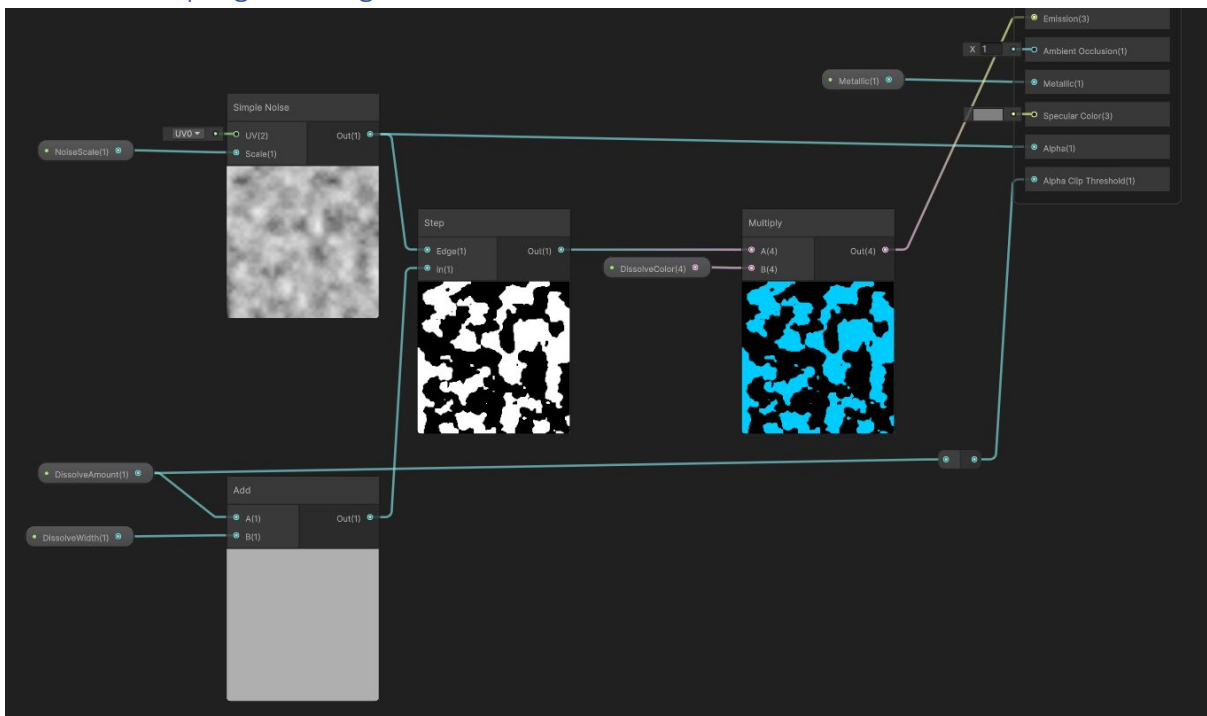 Emission(3)
X 1
Ambient Occlusion(1)
Metallic(1)
Metallic(1)
Specular Color(3)
Alpha(1)
Alpha Clip Threshold(1)
Simple Noise
UV0
UV(2)
Out(1)
NoiseScale(1)
Scale(1)
Step
Edge(1)
Out(1)
In(1)
Multiply
A(4)
Out(4)
DissolveColor(4)
B(4)
DissolveAmount(1)
Add
A(1)
Out(1)
DissolveWidth(1)
B(1)